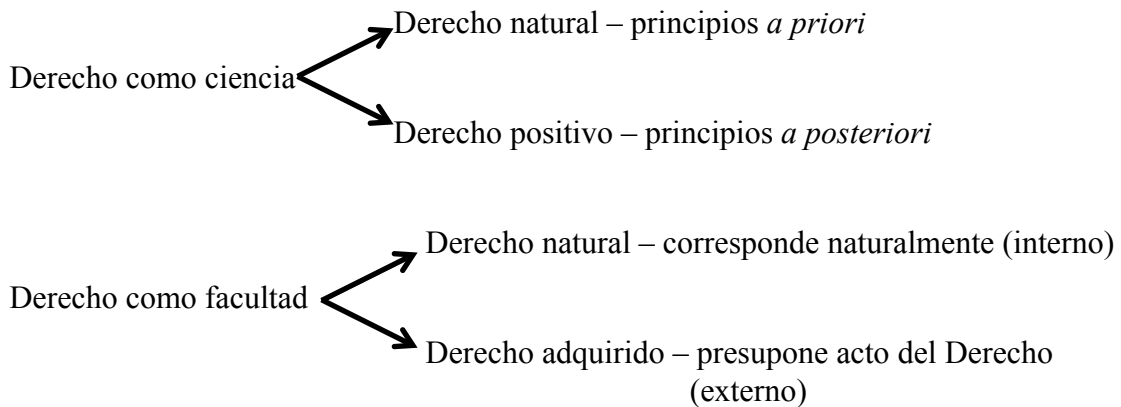 Derecho natural – principios a priori
Derecho como ciencia
Derecho positivo – principios a posteriori
Derecho natural – corresponde naturalmente (interno)
Derecho como facultad
Derecho adquirido – presupone acto del Derecho
(externo)